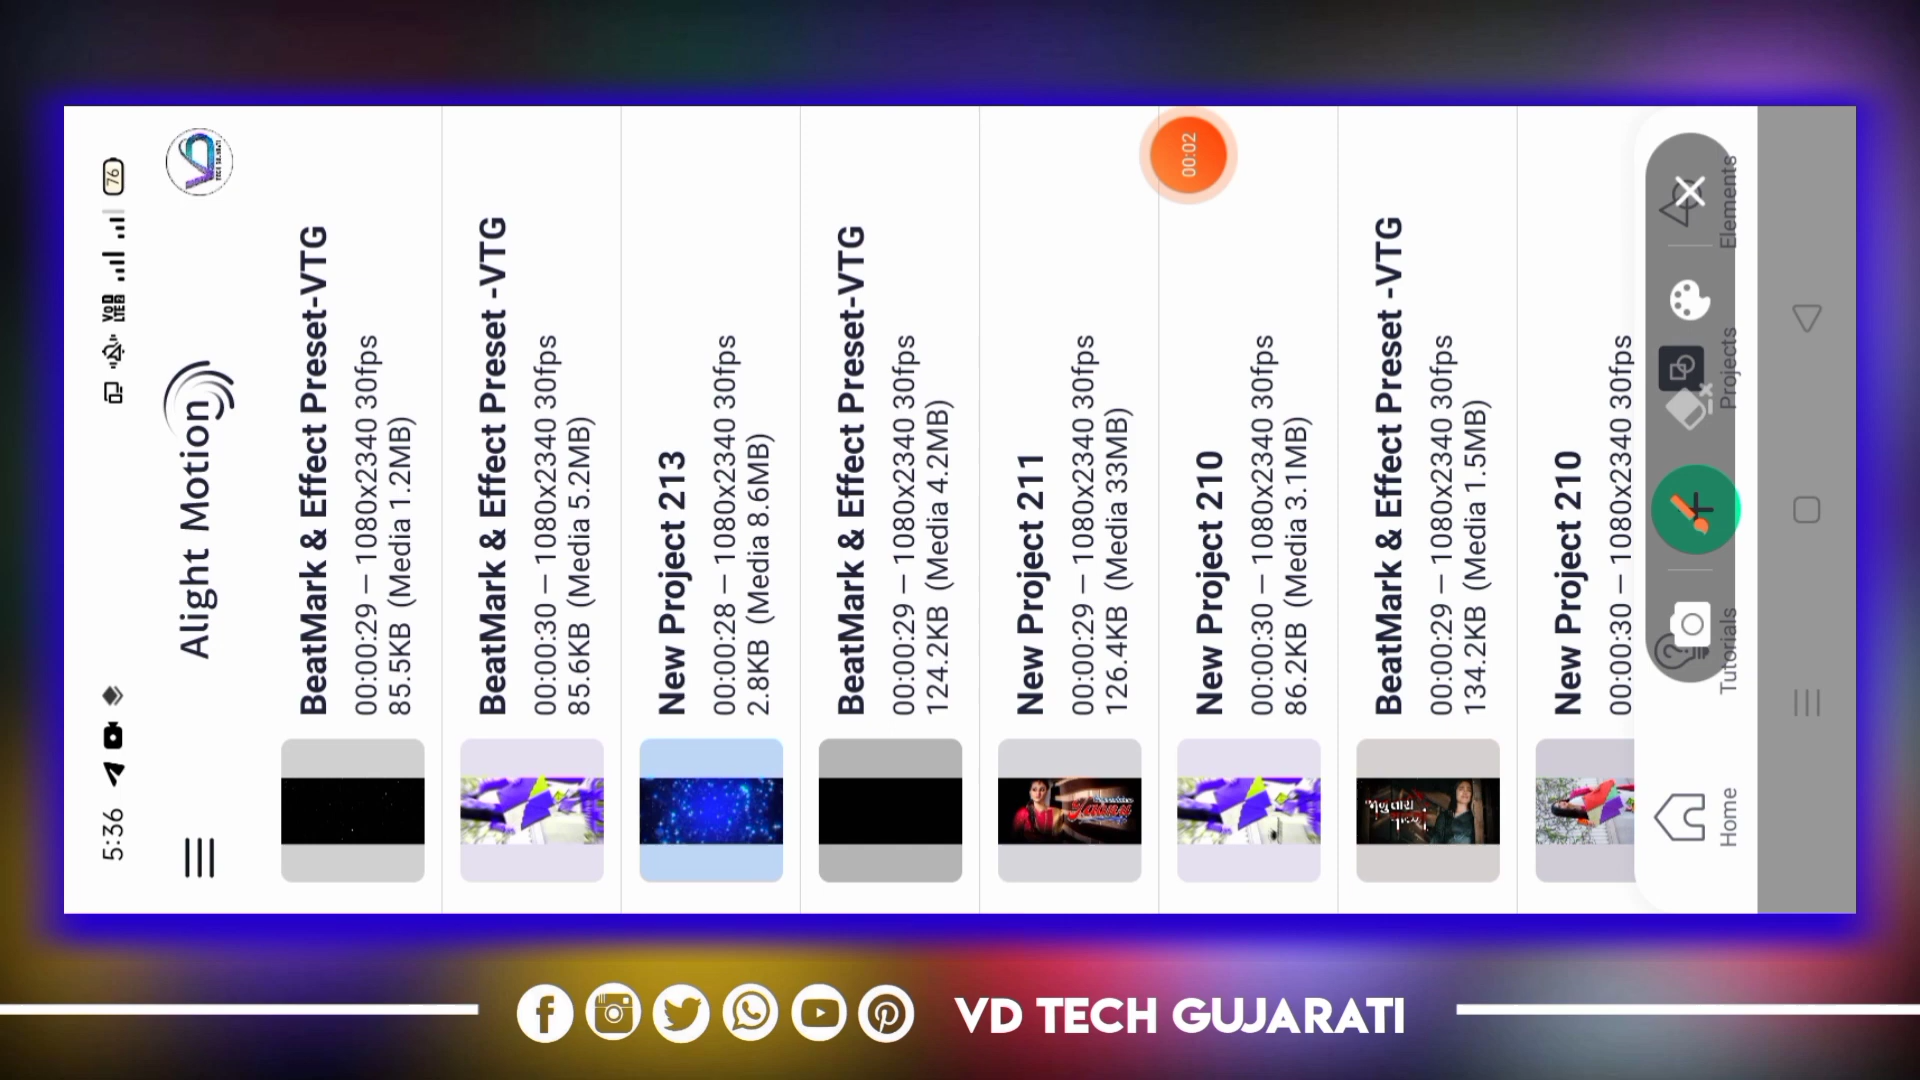 5:36
VoD
LTE2
76
Alight Motion
VD
TECH GUJARATI
BeatMark & Effect Preset-VTG
00:00:29 – 1080x2340 30fps
85.5KB (Media 1.2MB)
BeatMark & Effect Preset -VTG
00:00:30 – 1080x2340 30fps
85.6KB (Media 5.2MB)
New Project 213
00:00:28 – 1080x2340 30fps
2.8KB (Media 8.6MB)
BeatMark & Effect Preset-VTG
00:00:29 – 1080x2340 30fps
124.2KB (Media 4.2MB)
New Project 211
00:00:29 – 1080x2340 30fps
126.4KB (Media 33MB)
New Project 210
00:00:30 – 1080x2340 30fps
86.2KB (Media 3.1MB)
BeatMark & Effect Preset -VTG
00:00:29 – 1080x2340 30fps
134.2KB (Media 1.5MB)
New Project 210
00:00:30 – 1080x2340 30fps
00:02
Home
Tutorials
Projects
Elements
VD TECH GUJARATI